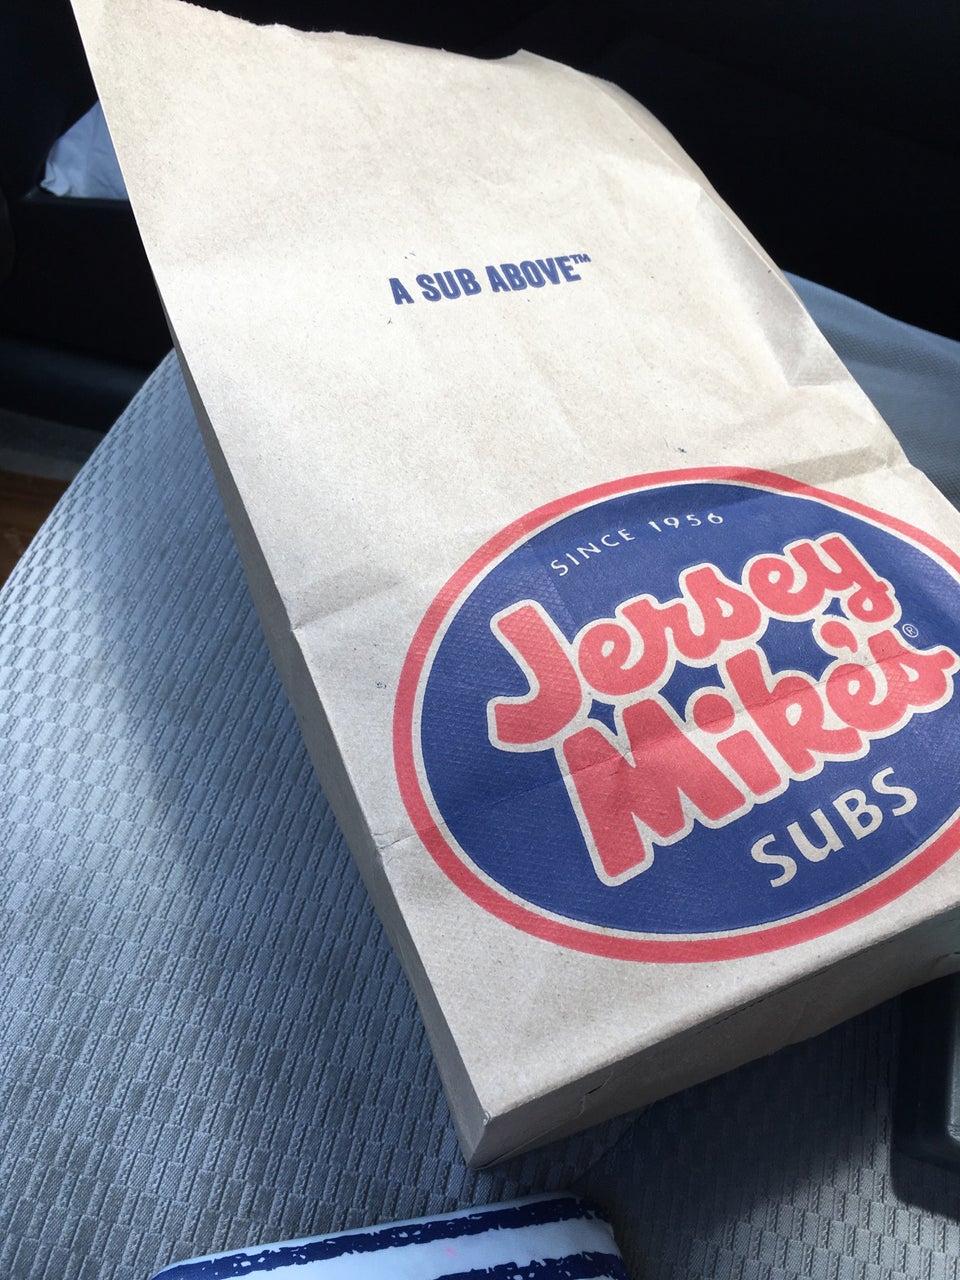 A SUB ABOVE™
SINCE 1956
Jersey
Mike's®
SUBS